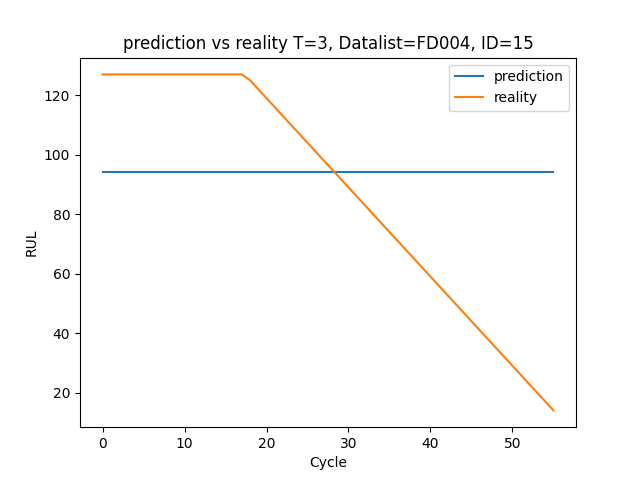 prediction vs reality T=3, Datalist=FD004, ID=15
prediction
reality
120
100
80
60
40
20
RUL
0 10 20 30 40 50
Cycle